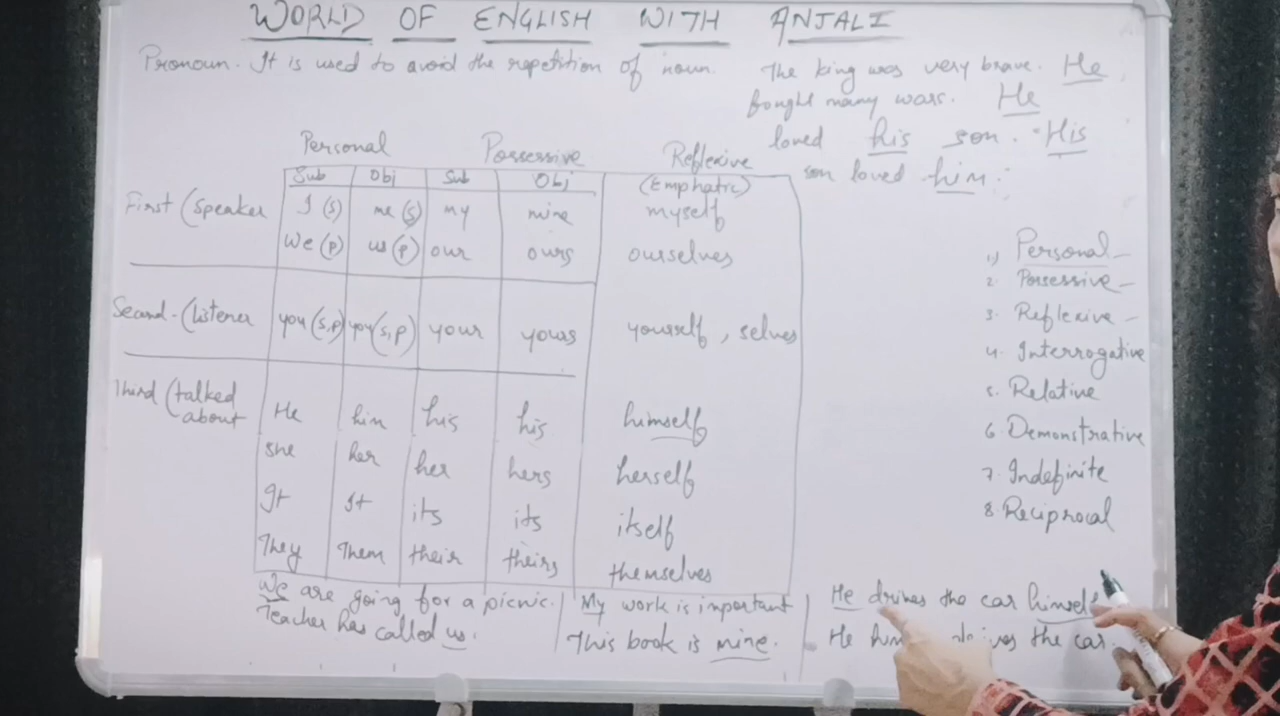 WORLD OF ENGLISH WITH ANJALI
Pronoun. It is used to avoid the repetition of noun.
The king was very brave. He
fought many wars. He
loved his son. His
son loved him.
Personal Possessive Reflexive
Sub Obj Sub Obj (Emphatic)
First (Speaker I (s) me (s) my mine myself
We (p) us (p) our ours ourselves
Second - (Listener you (s,p) you (s,p) your yours yourself, selves
Third (talked about He him his his himself
she her her hers herself
It It its its itself
They Them their theirs themselves
1) Personal -
2. Possessive -
3. Reflexive -
4. Interrogative
5. Relative
6. Demonstrative
7. Indefinite
8. Reciprocal
We are going for a picnic.
Teacher has called us.
My work is important
This book is mine.
He drives the car himself
He the car.